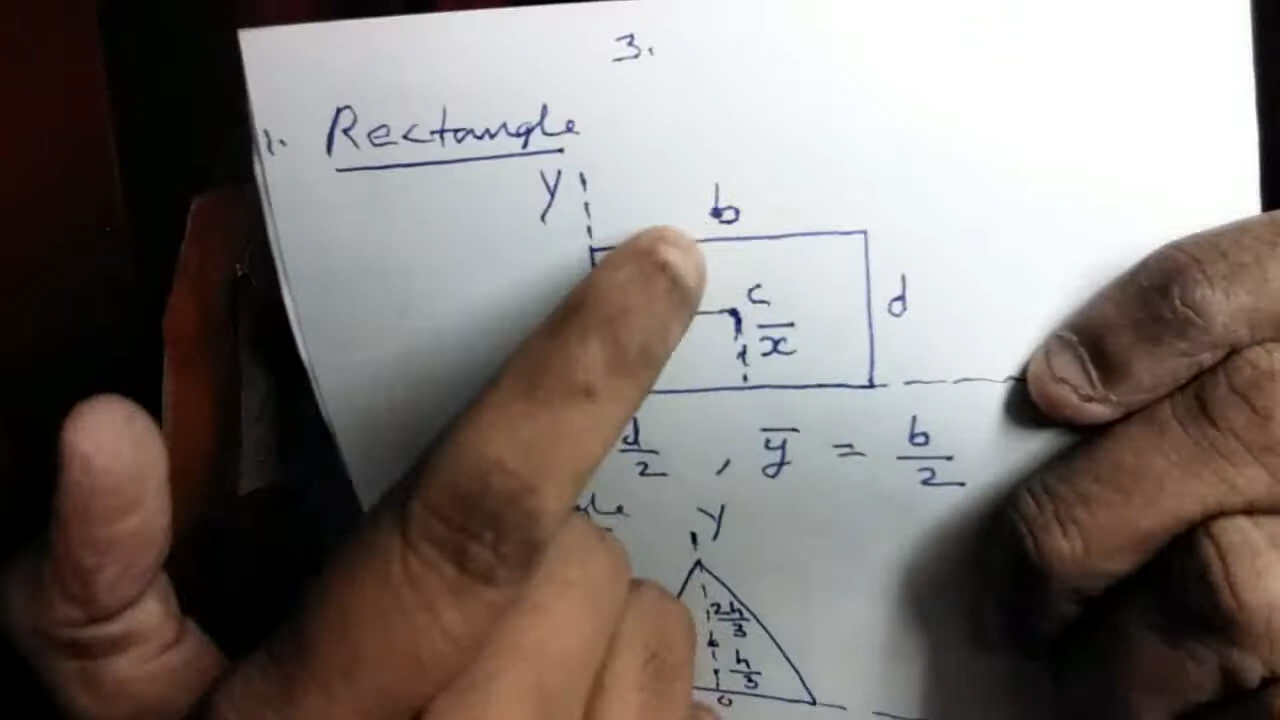 3.
1. Rectangle
Y
b
c
d
x̄
d/2 , ȳ = b/2
Y
2h/3
h/3